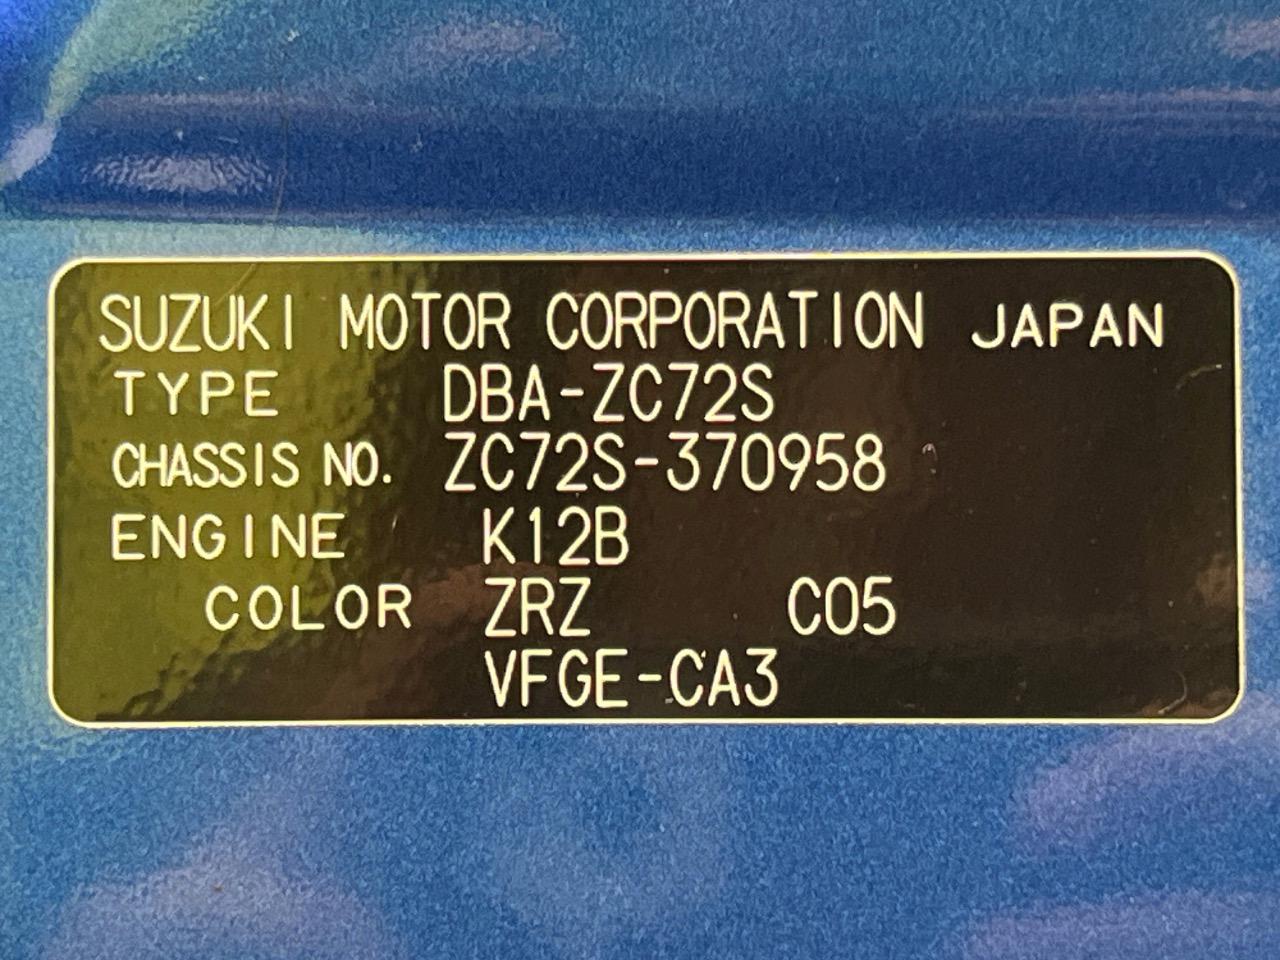 SUZUKI MOTOR CORPORATION JAPAN
TYPE DBA-ZC72S
CHASSIS NO. ZC72S-370958
ENGINE K12B
COLOR ZRZ C05
VFGE-CA3